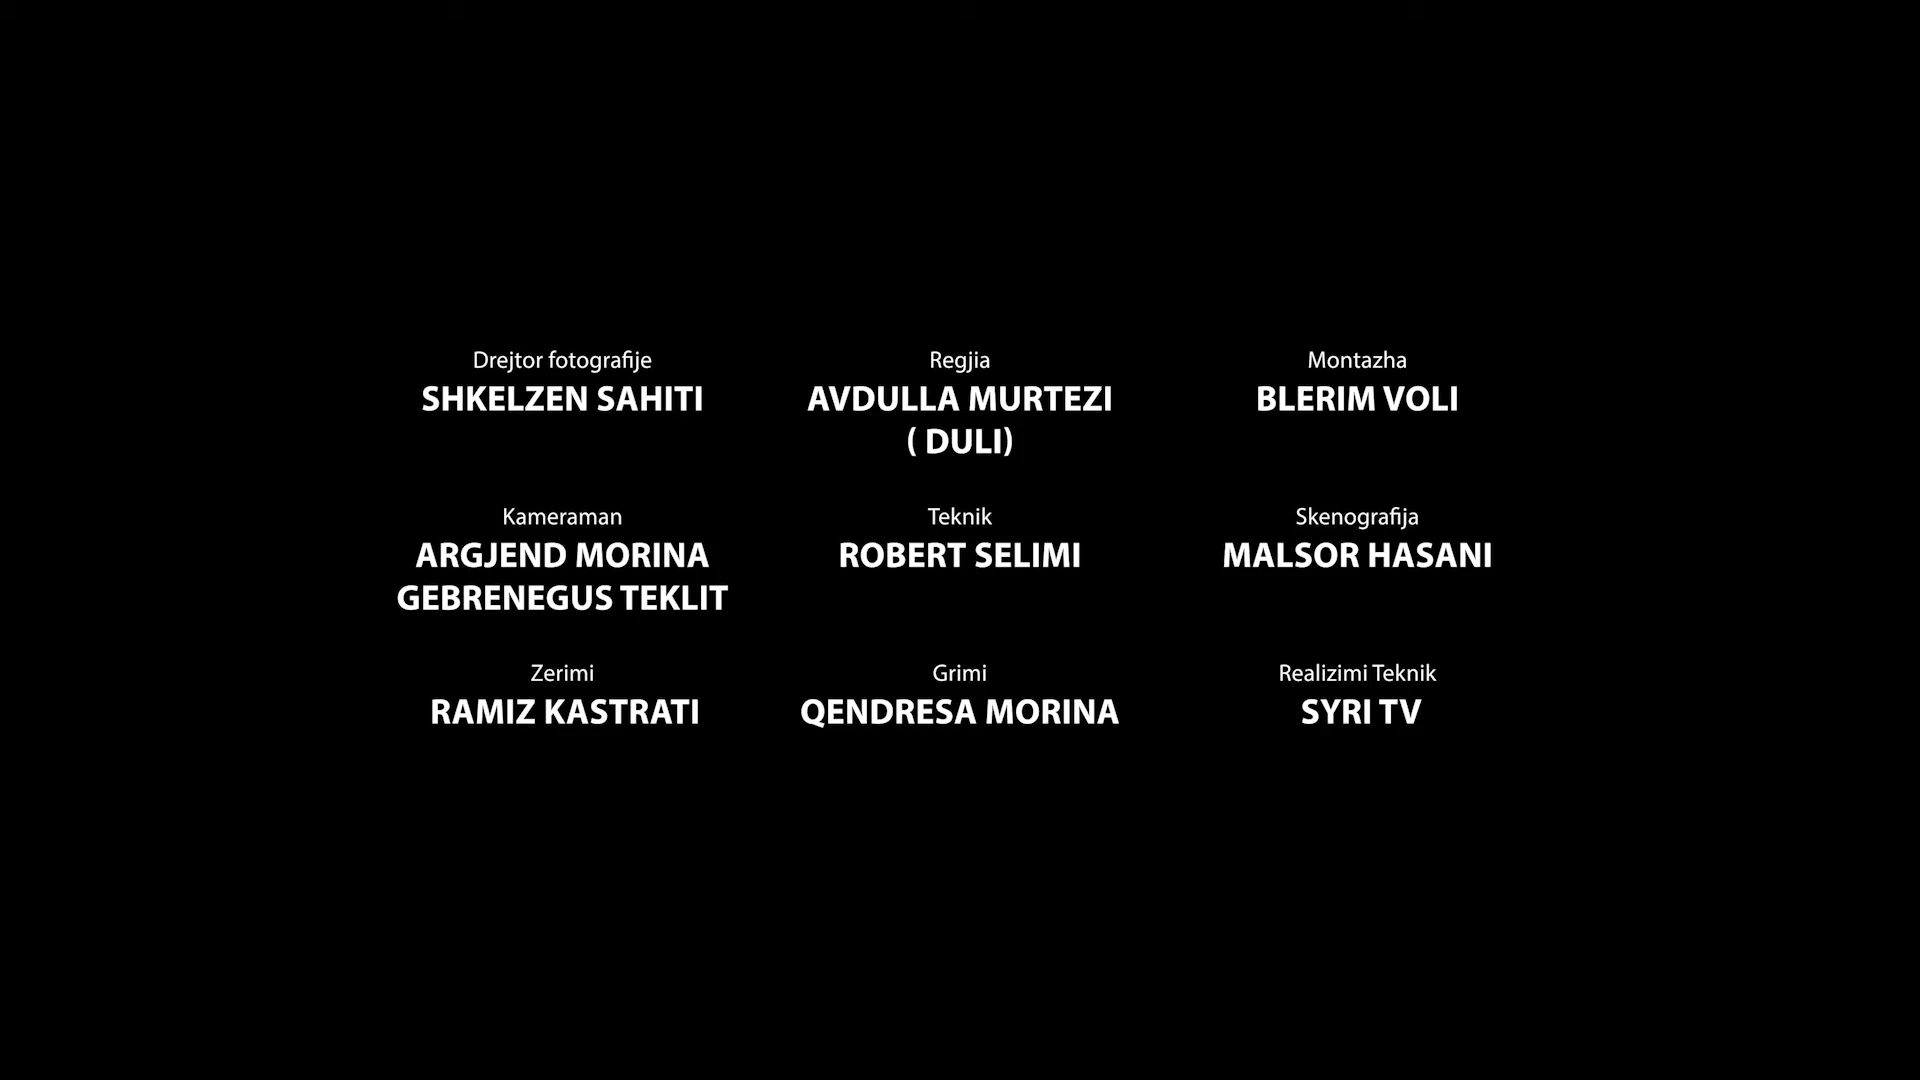 Drejtor fotografije
SHKELZEN SAHITI
Regjia
AVDULLA MURTEZI
( DULI)
Montazha
BLERIM VOLI
Kameraman
ARGJEND MORINA
GEBRENEGUS TEKLIT
Teknik
ROBERT SELIMI
Skenografija
MALSOR HASANI
Zerimi
RAMIZ KASTRATI
Grimi
QENDRESA MORINA
Realizimi Teknik
SYRI TV